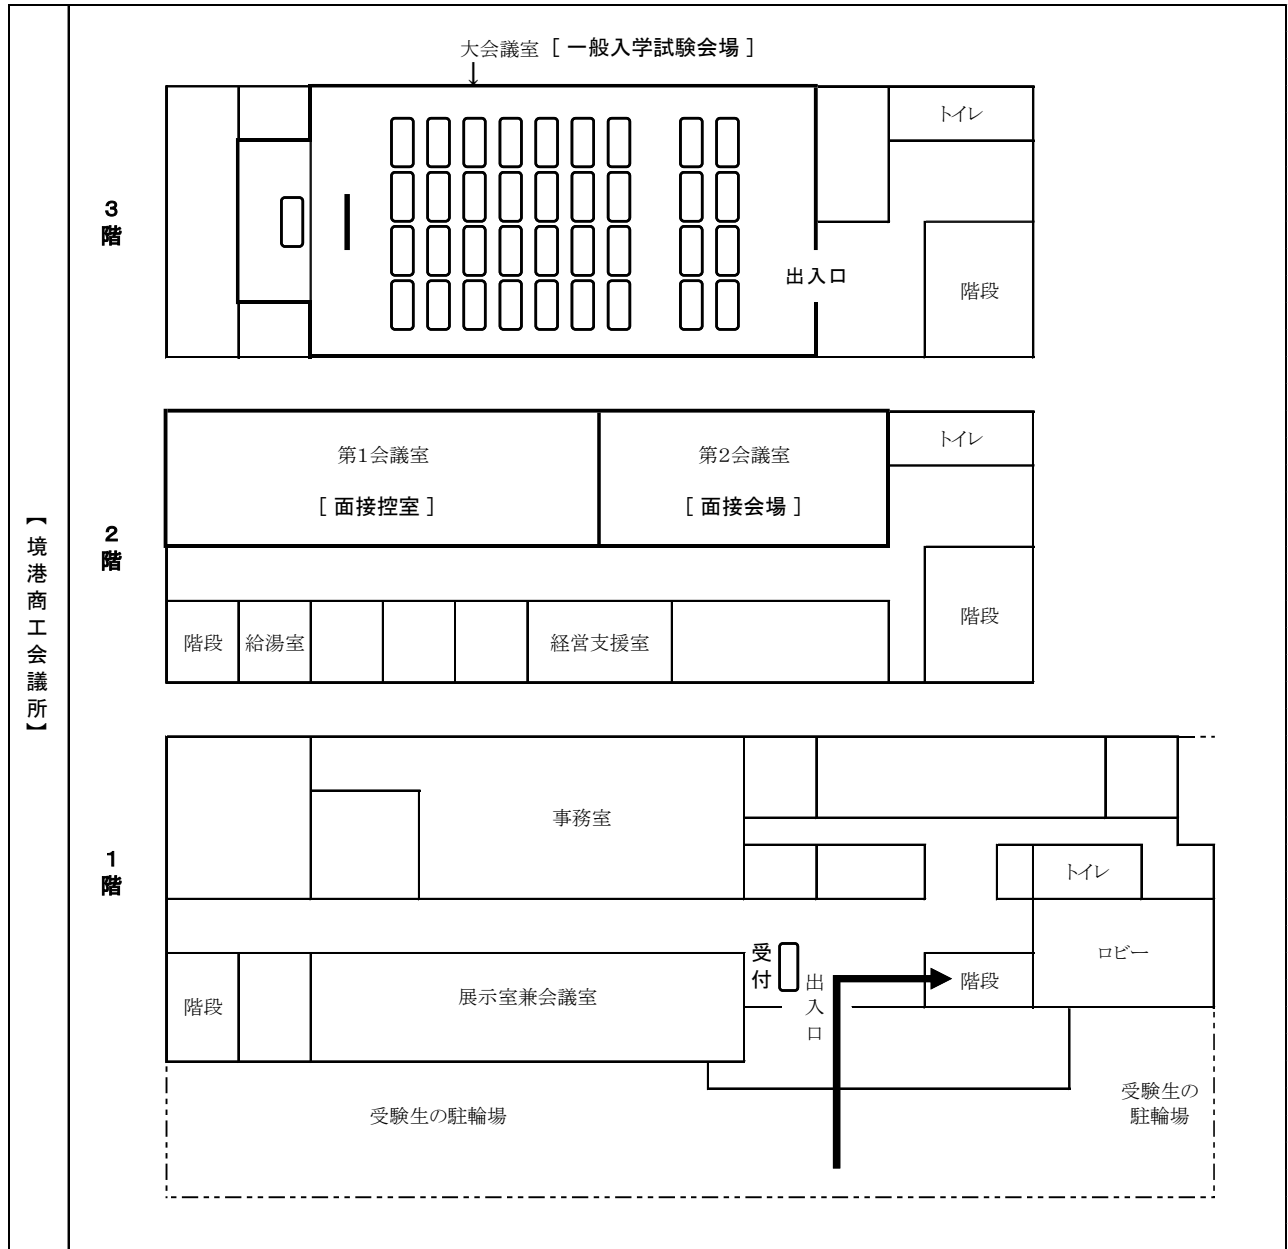 【境港商工会議所】
大会議室 [ 一般入学試験会場 ]
3階
トイレ
出入口
階段
2階
第1会議室
第2会議室
トイレ
[ 面接控室 ]
[ 面接会場 ]
階段
階段
給湯室
経営支援室
1階
事務室
トイレ
受付
出入口
階段
ロビー
階段
展示室兼会議室
受験生の駐輪場
受験生の
駐輪場